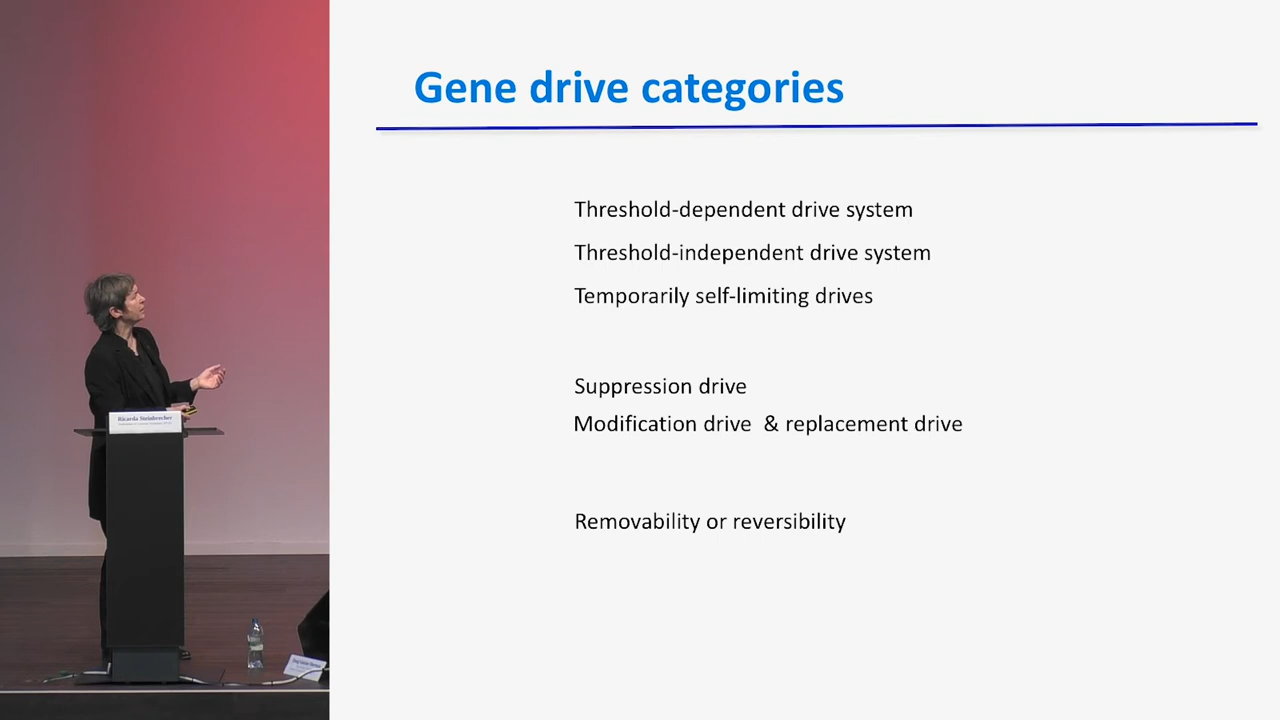 Gene drive categories
Threshold-dependent drive system
Threshold-independent drive system
Temporarily self-limiting drives
Suppression drive
Modification drive  & replacement drive
Removability or reversibility
Ricarda Steinbrecher